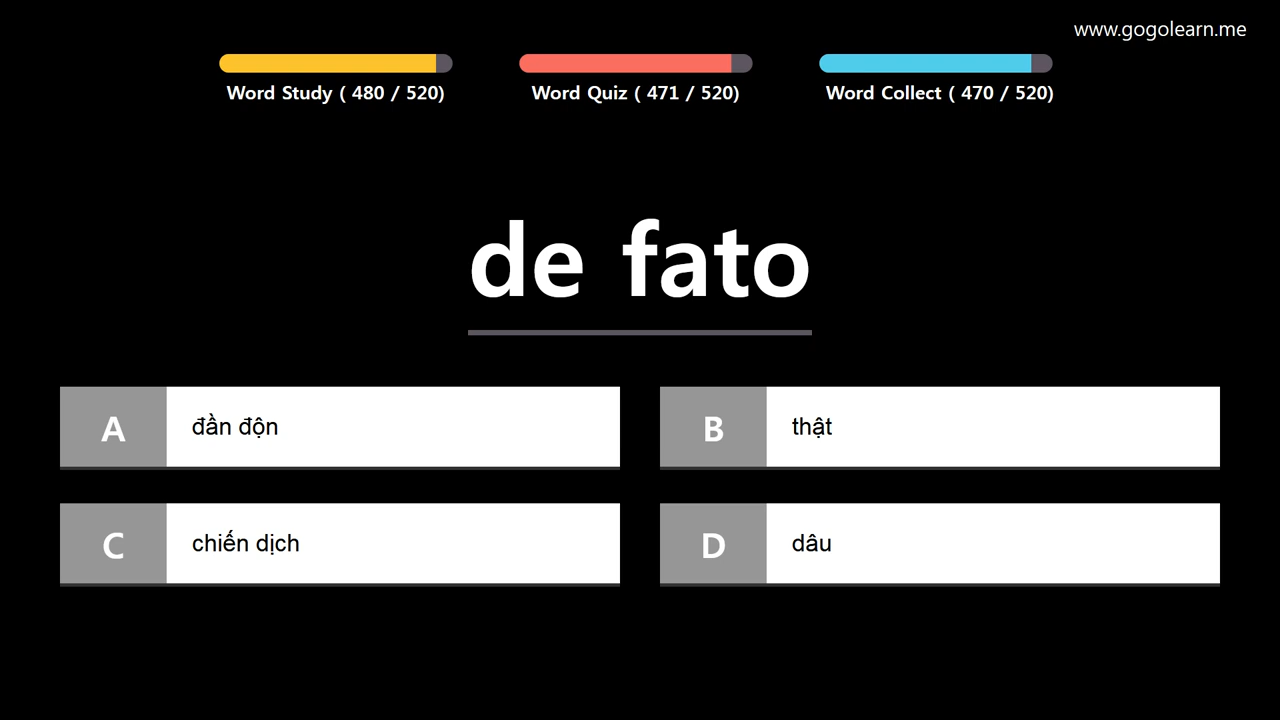 www.gogolearn.me
Word Study ( 480 / 520)
Word Quiz ( 471 / 520)
Word Collect ( 470 / 520)
de fato
A đần độn
B thật
C chiến dịch
D dâu